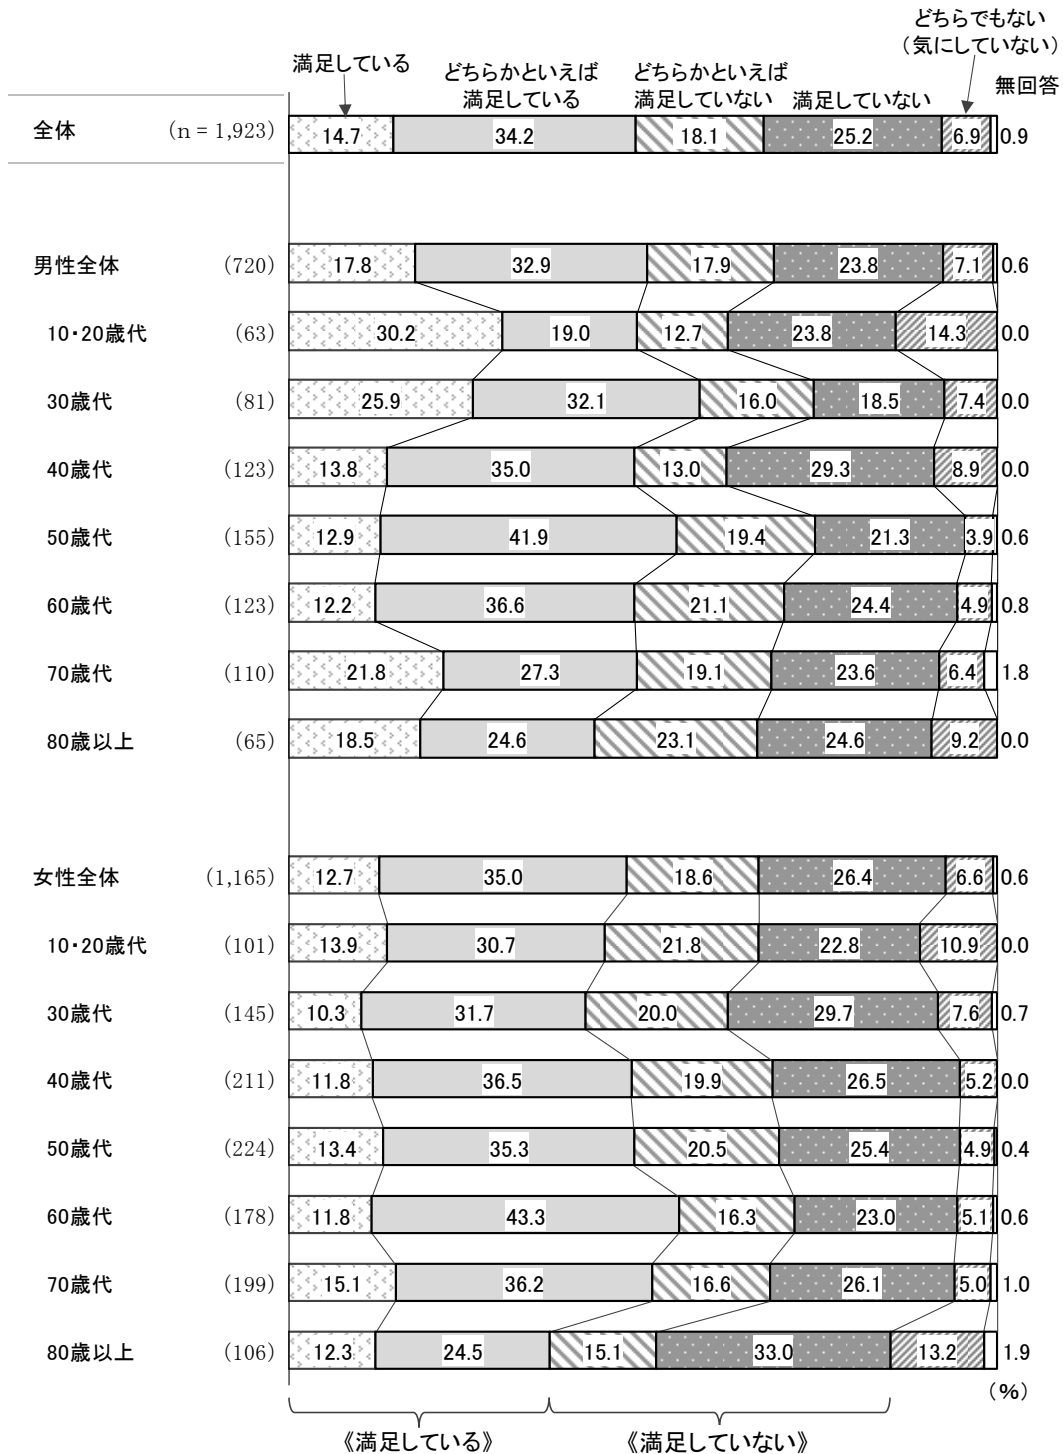 どちらでもない
（気にしていない）
満足している
どちらかといえば
満足している
どちらかといえば
満足していない
満足していない
無回答
全体 (n = 1,923) 14.7 34.2 18.1 25.2 6.9 0.9
男性全体 (720) 17.8 32.9 17.9 23.8 7.1 0.6
10・20歳代 (63) 30.2 19.0 12.7 23.8 14.3 0.0
30歳代 (81) 25.9 32.1 16.0 18.5 7.4 0.0
40歳代 (123) 13.8 35.0 13.0 29.3 8.9 0.0
50歳代 (155) 12.9 41.9 19.4 21.3 3.9 0.6
60歳代 (123) 12.2 36.6 21.1 24.4 4.9 0.8
70歳代 (110) 21.8 27.3 19.1 23.6 6.4 1.8
80歳以上 (65) 18.5 24.6 23.1 24.6 9.2 0.0
女性全体 (1,165) 12.7 35.0 18.6 26.4 6.6 0.6
10・20歳代 (101) 13.9 30.7 21.8 22.8 10.9 0.0
30歳代 (145) 10.3 31.7 20.0 29.7 7.6 0.7
40歳代 (211) 11.8 36.5 19.9 26.5 5.2 0.0
50歳代 (224) 13.4 35.3 20.5 25.4 4.9 0.4
60歳代 (178) 11.8 43.3 16.3 23.0 5.1 0.6
70歳代 (199) 15.1 36.2 16.6 26.1 5.0 1.0
80歳以上 (106) 12.3 24.5 15.1 33.0 13.2 1.9
（％）
《満足している》 《満足していない》